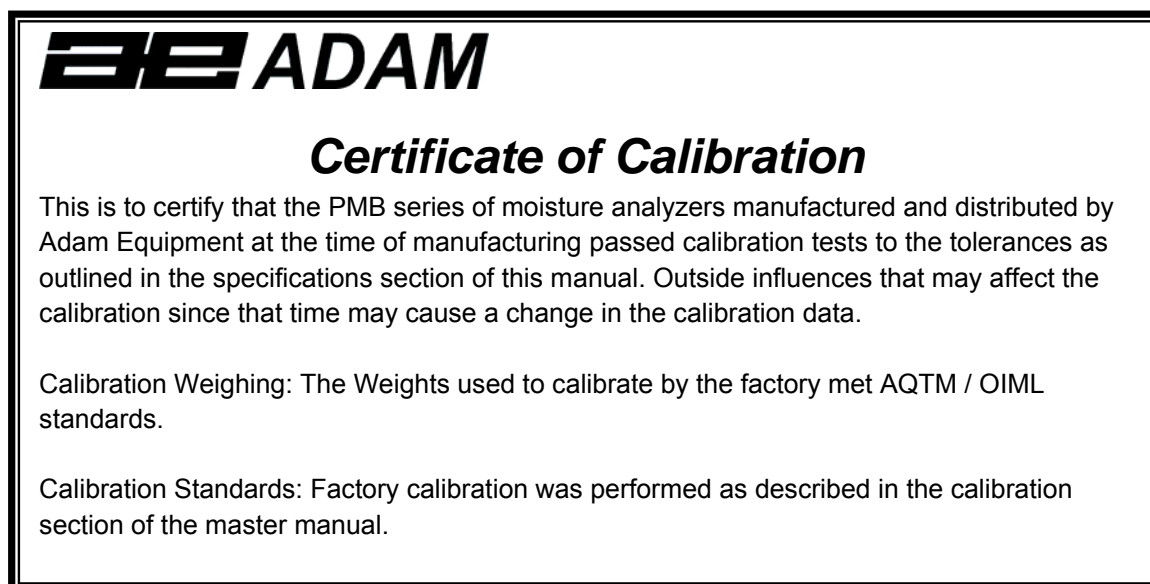 ae ADAM
Certificate of Calibration
This is to certify that the PMB series of moisture analyzers manufactured and distributed by
Adam Equipment at the time of manufacturing passed calibration tests to the tolerances as
outlined in the specifications section of this manual. Outside influences that may affect the
calibration since that time may cause a change in the calibration data.
Calibration Weighing: The Weights used to calibrate by the factory met AQTM / OIML
standards.
Calibration Standards: Factory calibration was performed as described in the calibration
section of the master manual.